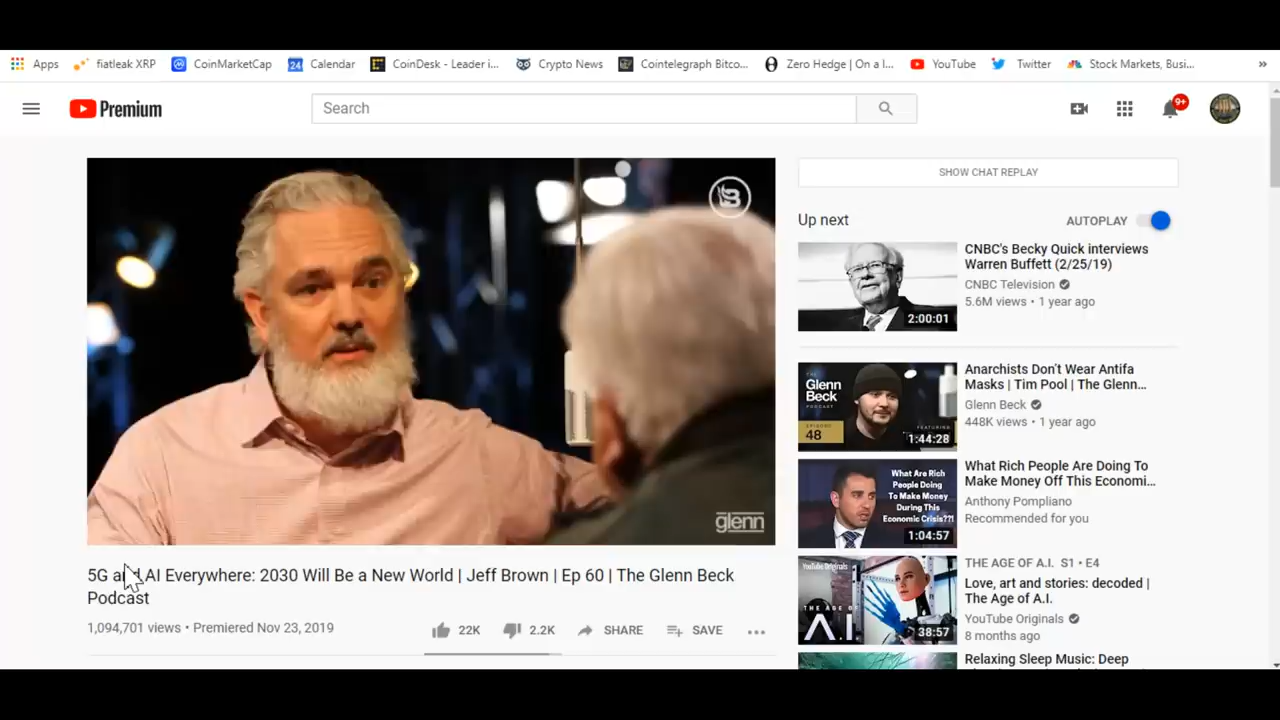 Apps fiatleak XRP CoinMarketCap 24 Calendar CoinDesk - Leader i... Crypto News Cointelegraph Bitco... Zero Hedge | On a l... YouTube Twitter Stock Markets, Busi... »
Premium Search 9+
SHOW CHAT REPLAY
Up next AUTOPLAY
B
glenn
5G and AI Everywhere: 2030 Will Be a New World | Jeff Brown | Ep 60 | The Glenn Beck
Podcast
1,094,701 views • Premiered Nov 23, 2019
22K 2.2K SHARE SAVE ...
2:00:01
CNBC's Becky Quick interviews
Warren Buffett (2/25/19)
CNBC Television
5.6M views • 1 year ago
THE
Glenn
Beck
PODCAST
EPISODE
48
FEATURING
1:44:28
Anarchists Don't Wear Antifa
Masks | Tim Pool | The Glenn...
Glenn Beck
448K views • 1 year ago
What Are Rich
People Doing
To Make Money
During This
Economic Crisis??!
1:04:57
What Rich People Are Doing To
Make Money Off This Economi...
Anthony Pompliano
Recommended for you
YouTube Originals
THE AGE OF
A.I.
38:57
THE AGE OF A.I. S1 • E4
Love, art and stories: decoded |
The Age of A.I.
YouTube Originals
8 months ago
Relaxing Sleep Music: Deep